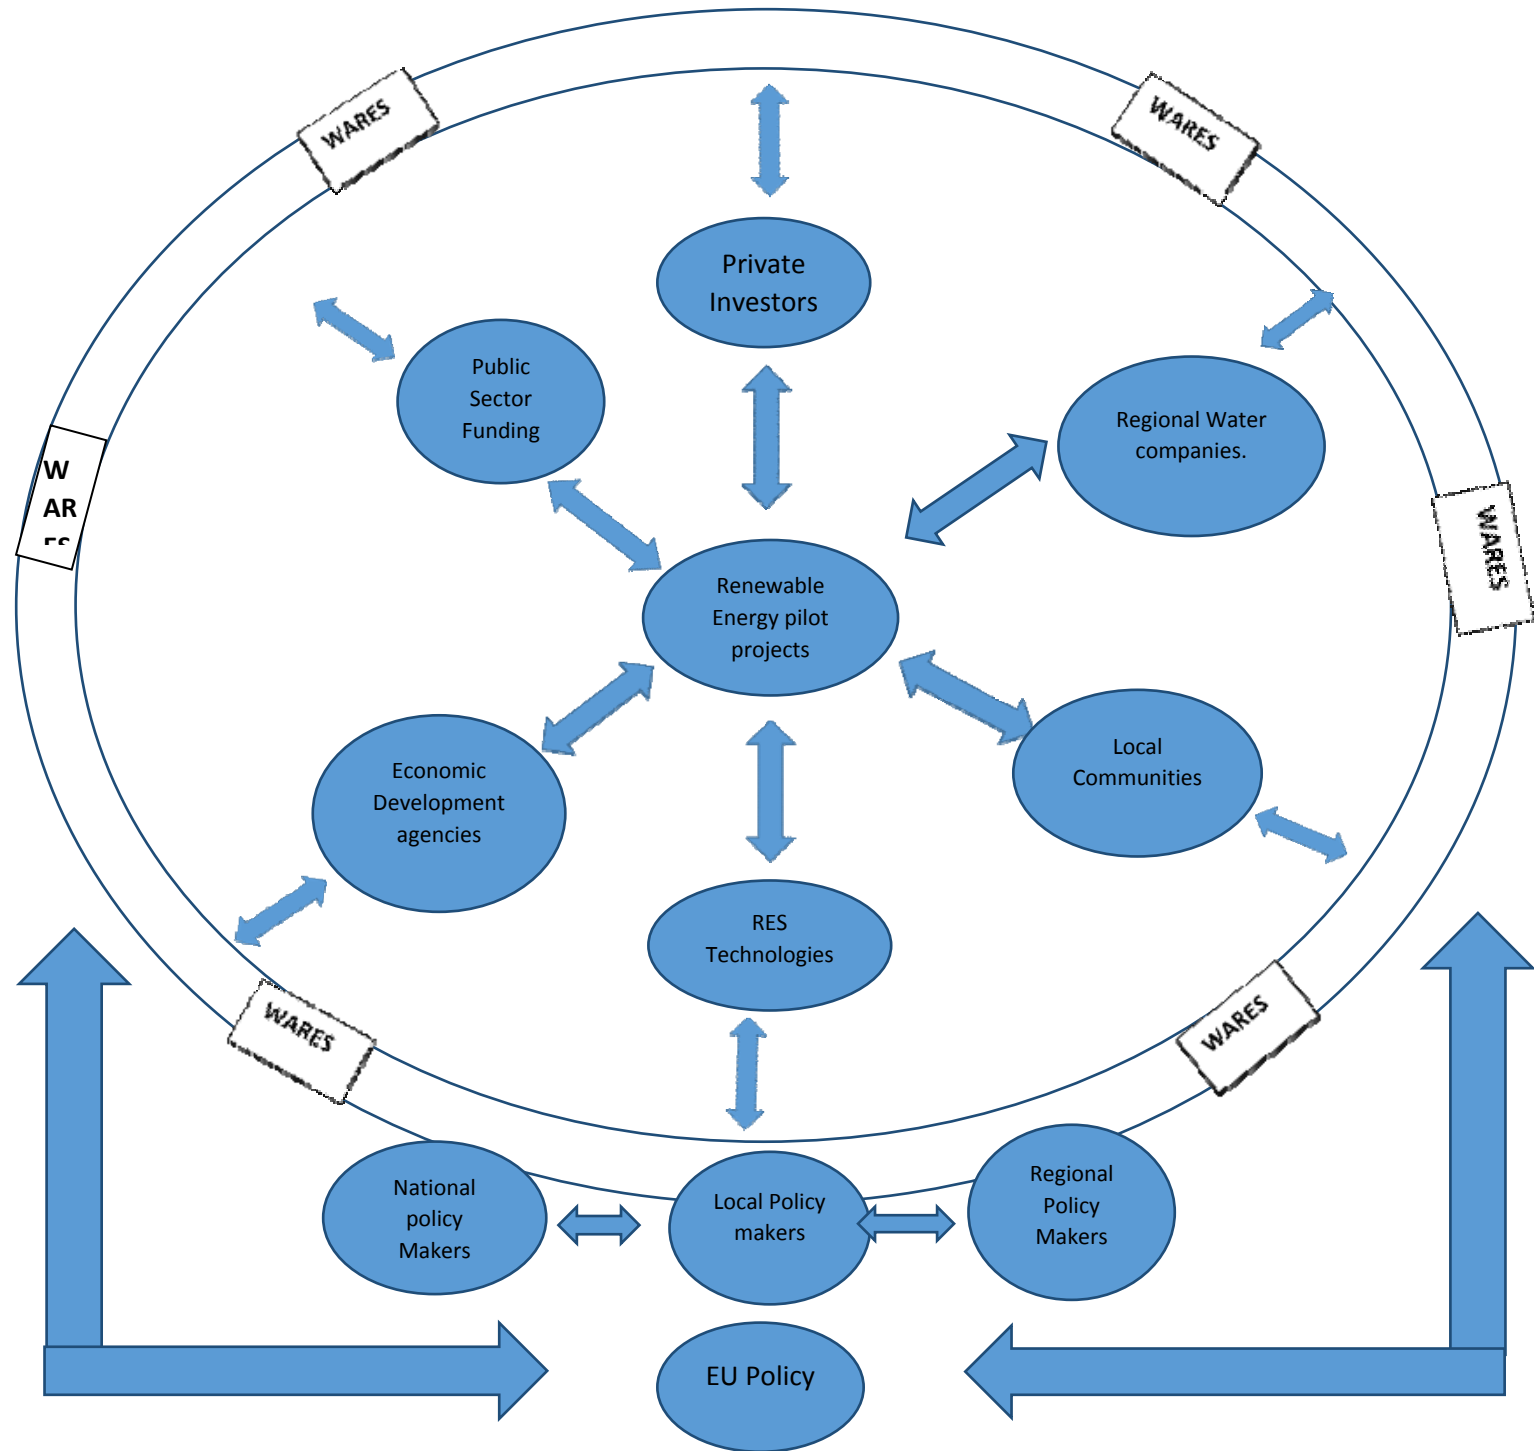 WARES
WARES
Private
Investors
Public
Sector
Funding
Regional Water
companies.
W
AR
ES
WARES
Renewable
Energy pilot
projects
Local
Communities
Economic
Development
agencies
RES
Technologies
WARES
WARES
National
policy
Makers
Local Policy
makers
Regional
Policy
Makers
EU Policy